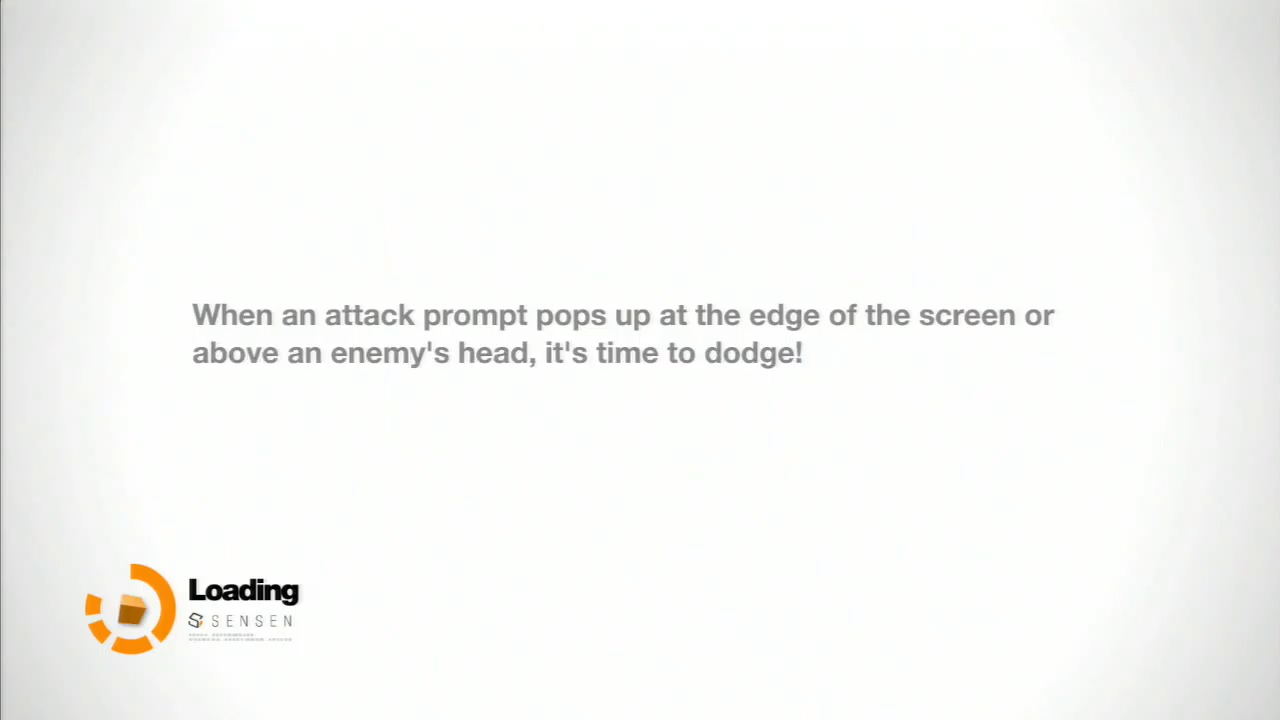 When an attack prompt pops up at the edge of the screen or
above an enemy's head, it's time to dodge!
Loading
SENSEN